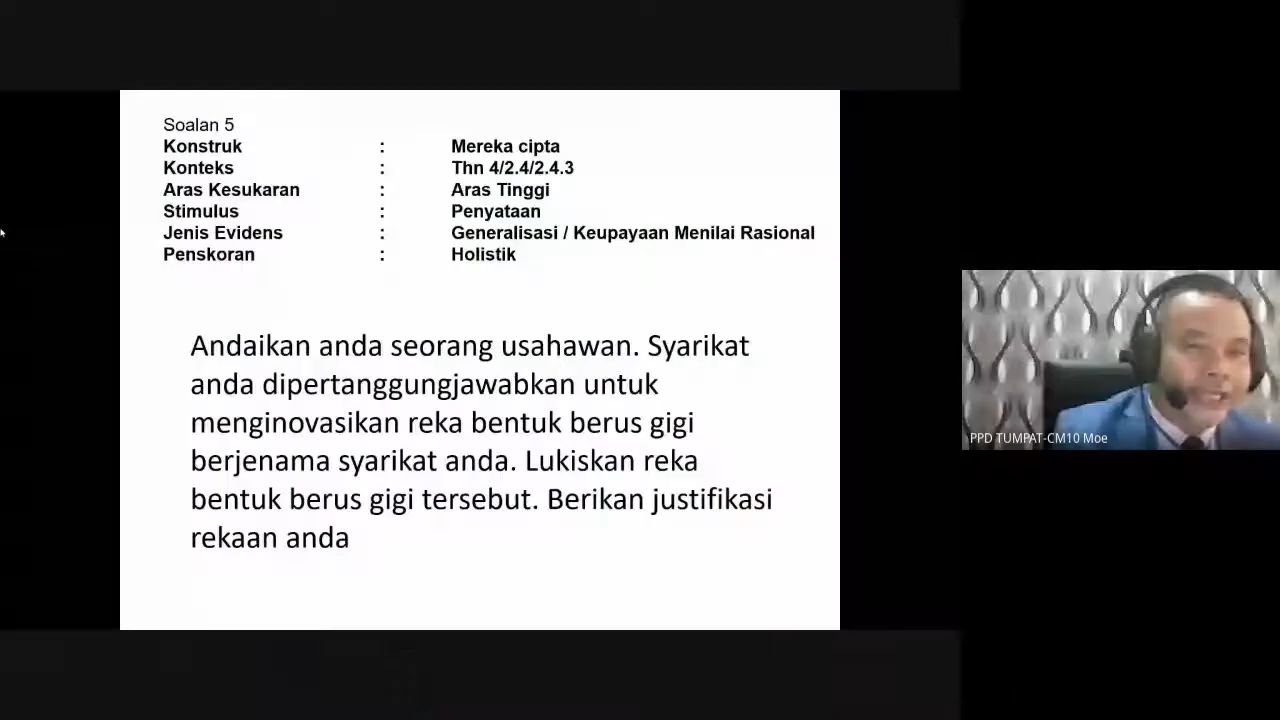 Soalan 5
Konstruk : Mereka cipta
Konteks : Thn 4/2.4/2.4.3
Aras Kesukaran : Aras Tinggi
Stimulus : Penyataan
Jenis Evidens : Generalisasi / Keupayaan Menilai Rasional
Penskoran : Holistik
Andaikan anda seorang usahawan. Syarikat
anda dipertanggungjawabkan untuk
menginovasikan reka bentuk berus gigi
berjenama syarikat anda. Lukiskan reka
bentuk berus gigi tersebut. Berikan justifikasi
rekaan anda
PPD TUMPAT-CM10 Moe